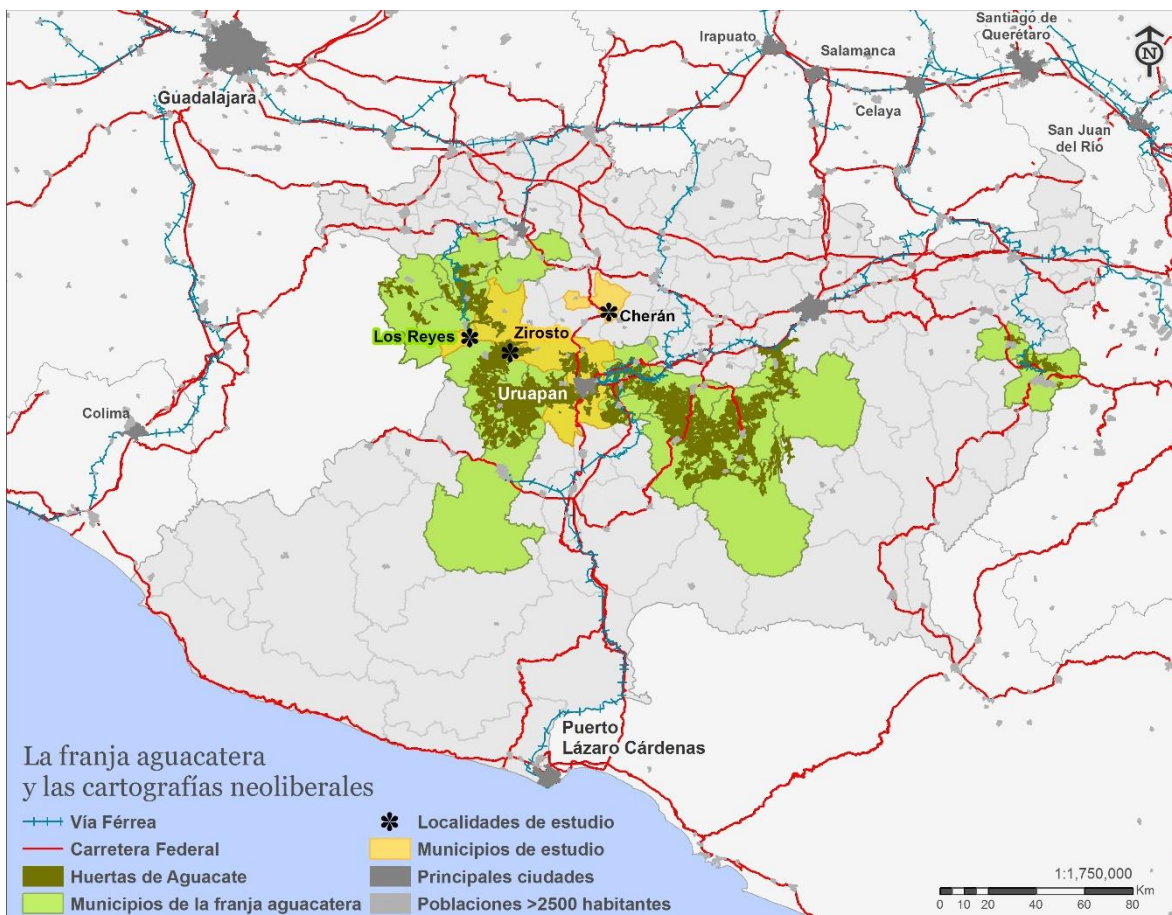 Santiago de
Querétaro
Irapuato
Salamanca
N
Guadalajara
Celaya
San Juan
del Río
Cherán
Los Reyes
Zirosto
Uruapan
Colima
Puerto
Lázaro Cárdenas
La franja aguacatera
y las cartografías neoliberales
Vía Férrea
Carretera Federal
Huertas de Aguacate
Municipios de la franja aguacatera
Localidades de estudio
Municipios de estudio
Principales ciudades
Poblaciones >2500 habitantes
1:1,750,000
Km
0 10 20 40 60 80